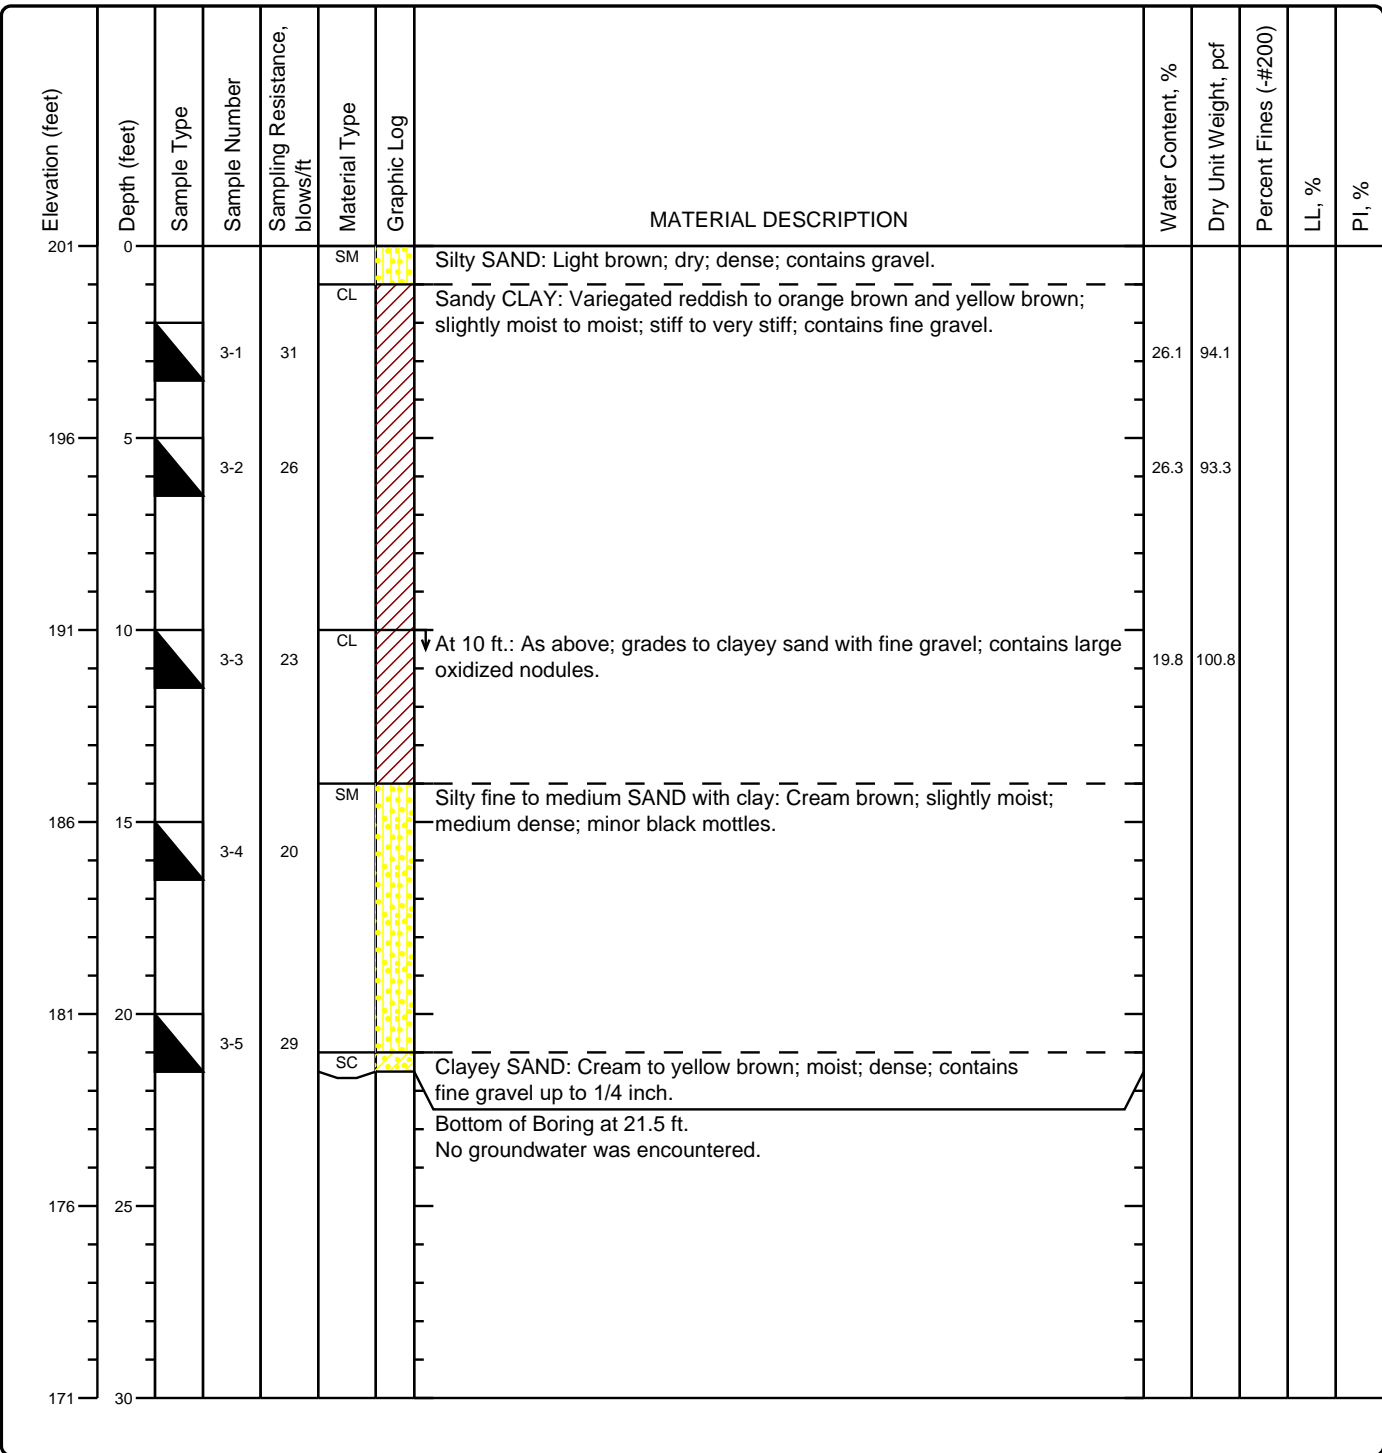 Elevation (feet)
Depth (feet)
Sample Type
Sample Number
Sampling Resistance,
blows/ft
Material Type
Graphic Log
MATERIAL DESCRIPTION
Water Content, %
Dry Unit Weight, pcf
Percent Fines (-#200)
LL, %
PI, %
201 0
SM Silty SAND: Light brown; dry; dense; contains gravel.
CL Sandy CLAY: Variegated reddish to orange brown and yellow brown;
slightly moist to moist; stiff to very stiff; contains fine gravel.
3-1 31 26.1 94.1
196 5
3-2 26 26.3 93.3
191 10
CL At 10 ft.: As above; grades to clayey sand with fine gravel; contains large
3-3 23 19.8 100.8
oxidized nodules.
SM Silty fine to medium SAND with clay: Cream brown; slightly moist;
186 15 medium dense; minor black mottles.
3-4 20
181 20
3-5 29
SC Clayey SAND: Cream to yellow brown; moist; dense; contains
fine gravel up to 1/4 inch.
Bottom of Boring at 21.5 ft.
No groundwater was encountered.
176 25
171 30